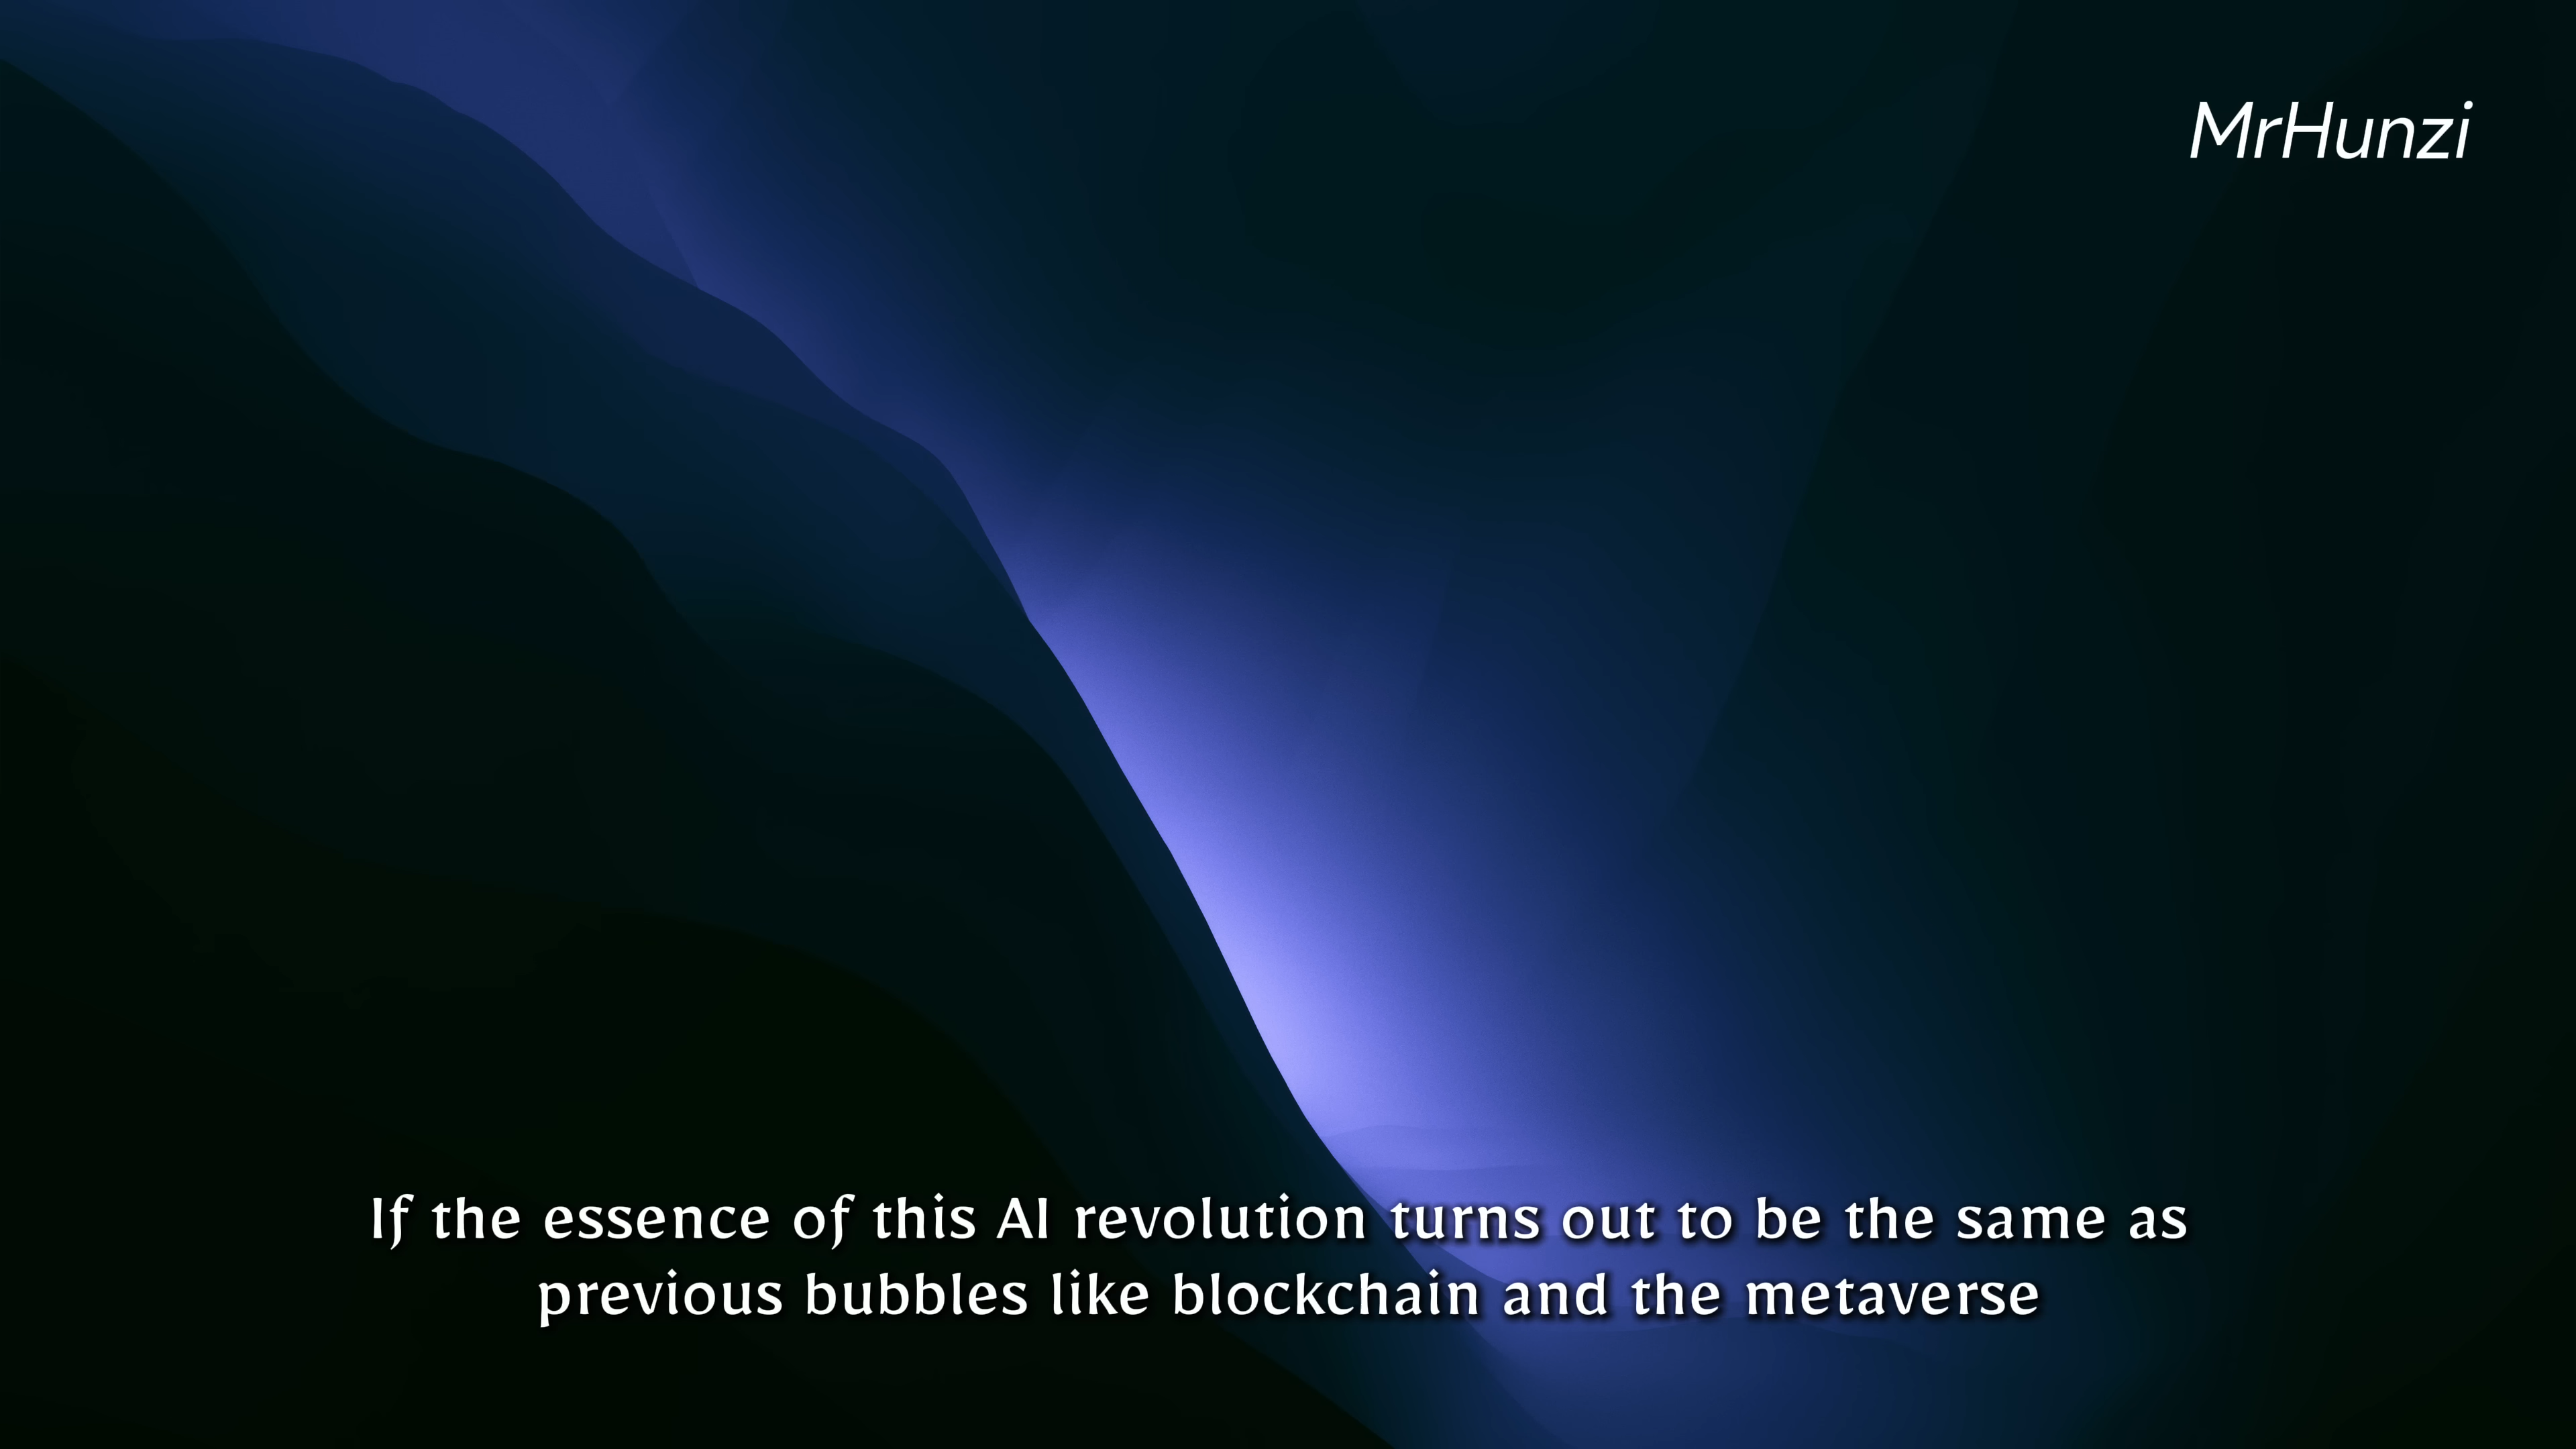 MrHunzi
If the essence of this AI revolution turns out to be the same as
previous bubbles like blockchain and the metaverse